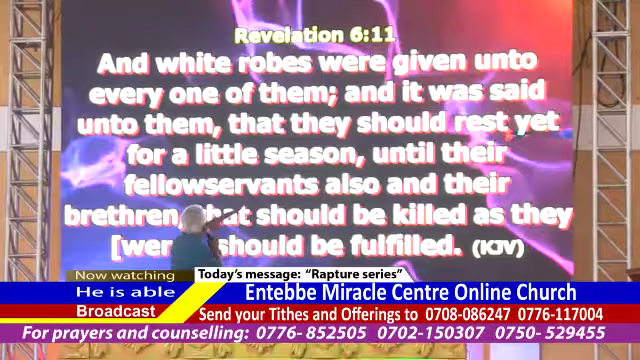 Revelation 6:11
And white robes were given unto
every one of them; and it was said
unto them, that they should rest yet
for a little season, until their
fellowservants also and their
brethren, that should be killed as they
[were] should be fulfilled. (KJV)
Now watching
Today's message: "Rapture series"
He is able
Entebbe Miracle Centre Online Church
Broadcast
Send your Tithes and Offerings to 0708-086247 0776-117004
For prayers and counselling: 0776- 852505 0702-150307 0750- 529455